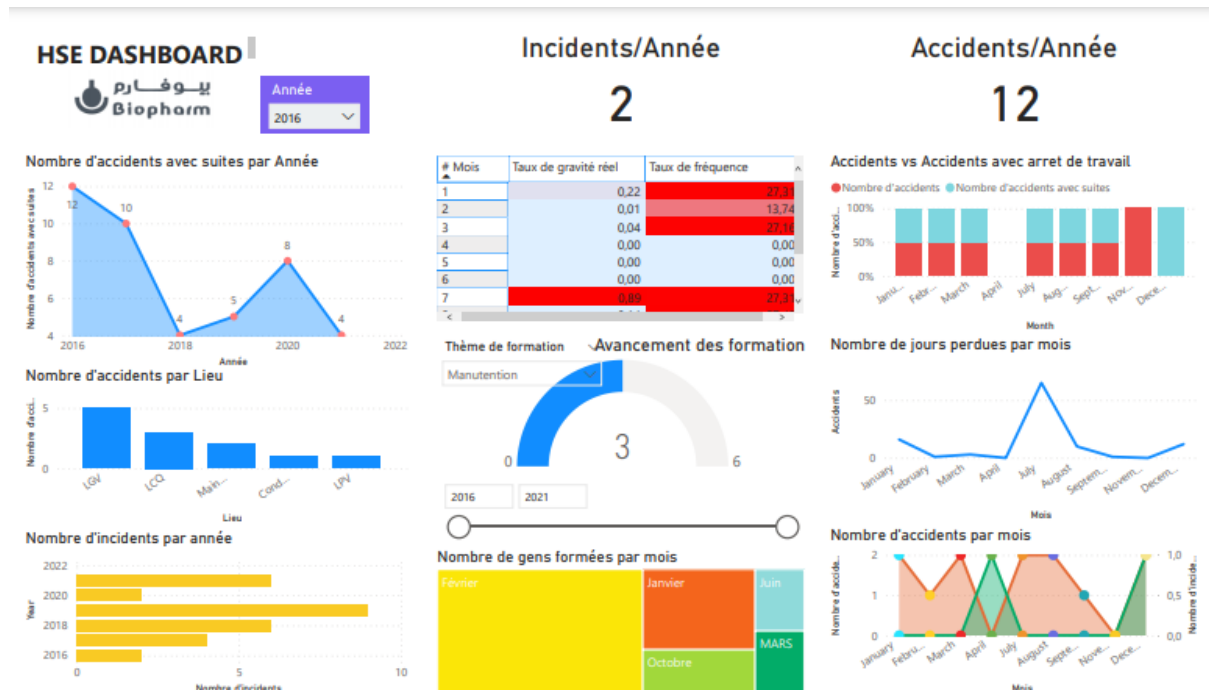 HSE DASHBOARD
بيوفارم
Biopharm
Année
2016
Incidents/Année
2
Accidents/Année
12
Nombre d'accidents avec suites par Année
Nombre d'accidents avec suites
12
10
8
6
4
12
10
4
5
8
4
2016
2018
2020
2022
Année
Nombre d'accidents par Lieu
Nombre d'acci...
5
0
LGV
LCQ
Main...
Cond...
LPV
Lieu
Nombre d'incidents par année
Year
2022
2020
2018
2016
0
5
10
Nombre d'incidents
# Mois Taux de gravité réel Taux de fréquence
1 0,22 27,31
2 0,01 13,74
3 0,04 27,16
4 0,00 0,00
5 0,00 0,00
6 0,00 0,00
7 0,89 27,31
Thème de formation
Manutention
Avancement des formation
3
0
6
2016
2021
Nombre de gens formées par mois
Février
Janvier
Juin
Octobre
MARS
Accidents vs Accidents avec arret de travail
Nombre d'accidents Nombre d'accidents avec suites
Nombre d'acci...
100%
50%
0%
Janu...
Febr...
March
April
July
Aug...
Sept...
Nov...
Dece...
Month
Nombre de jours perdues par mois
Accidents
50
0
January
February
March
April
July
August
Septem...
Novem...
Decem...
Mois
Nombre d'accidents par mois
Nombre d'accide...
2
1
0
1,0
0,5
0,0
Nombre d'incide...
January
Febru...
March
April
July
August
Septe...
Nove...
Dece...
Mois